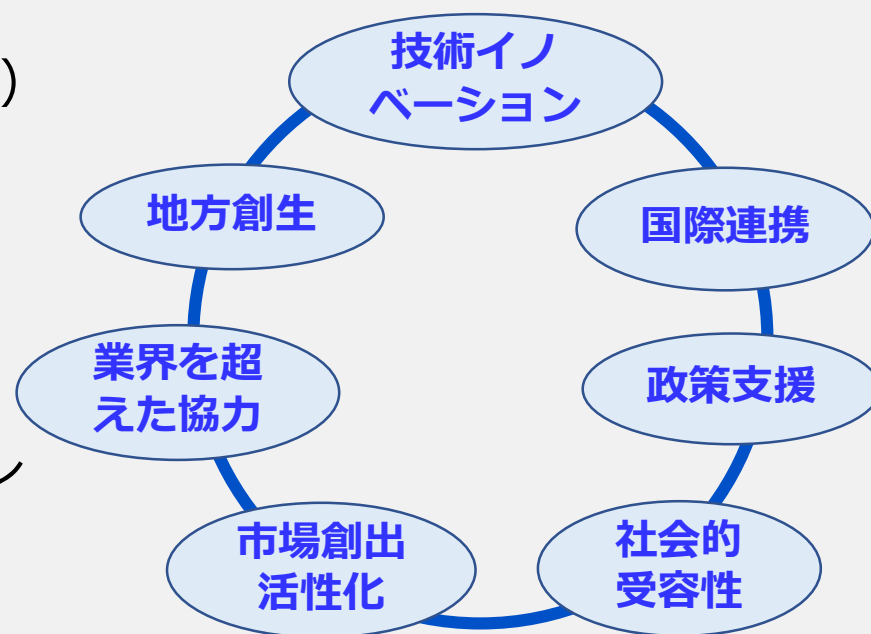 )
技術イノ
ベーション
地方創生
国際連携
業界を超
えた協力
政策支援
し
市場創出
活性化
社会的
受容性